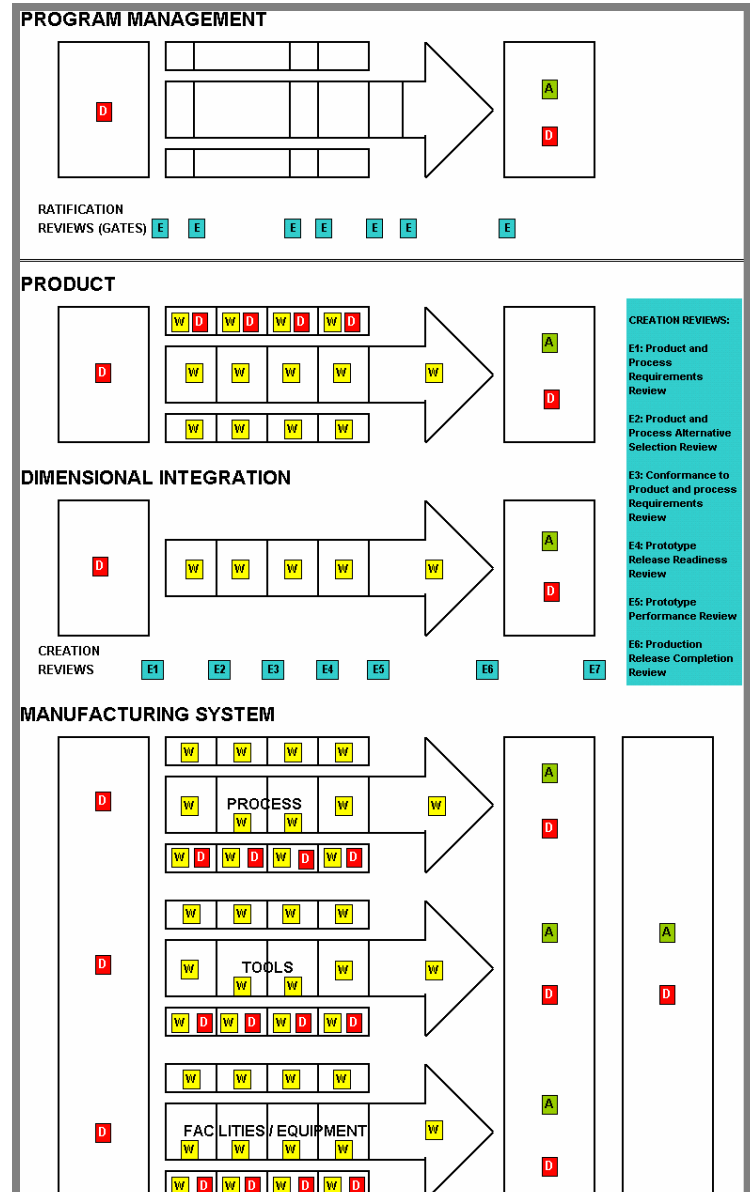 PROGRAM MANAGEMENT
A
D
D
RATIFICATION
REVIEWS (GATES) E E E E E E E
PRODUCT
W D W D W D W D
A
D W W W W W
D
W W W W
CREATION REVIEWS:
E1: Product and
Process
Requirements
Review
E2: Product and
Process Alternative
Selection Review
E3: Conformance to
Product and process
Requirements
Review
E4: Prototype
Release Readiness
Review
E5: Prototype
Performance Review
E6: Production
Release Completion
Review
DIMENSIONAL INTEGRATION
A
D W W W W W
D
CREATION
REVIEWS E1 E2 E3 E4 E5 E6 E7
MANUFACTURING SYSTEM
W W W W
A
D W PROCESS W W
W W
D
W D W D W D W D
W W W W
A A
D W TOOLS W W
W W
D D
W D W D W D W D
W W W W
A
D FACILITIES / EQUIPMENT W
W W W W
D
W D W D W D W D